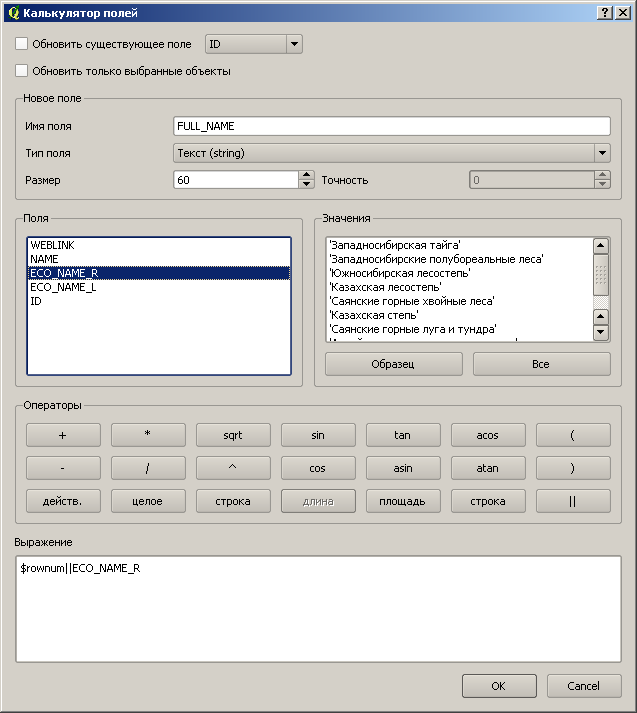 Калькулятор полей
Обновить существующее поле ID
Обновить только выбранные объекты
Новое поле
Имя поля FULL_NAME
Тип поля Текст (string)
Размер 60 Точность 0
Поля
WEBLINK
NAME
ECO_NAME_R
ECO_NAME_L
ID
Значения
'Западносибирская тайга'
'Западносибирские полубореальные леса'
'Южносибирская лесостепь'
'Казахская лесостепь'
'Саянские горные хвойные леса'
'Казахская степь'
'Саянские горные луга и тундра'
Образец Все
Операторы
+ * sqrt sin tan acos (
- / ^ cos asin atan )
действ. целое строка длина площадь строка ||
Выражение
$rownum||ECO_NAME_R
OK Cancel